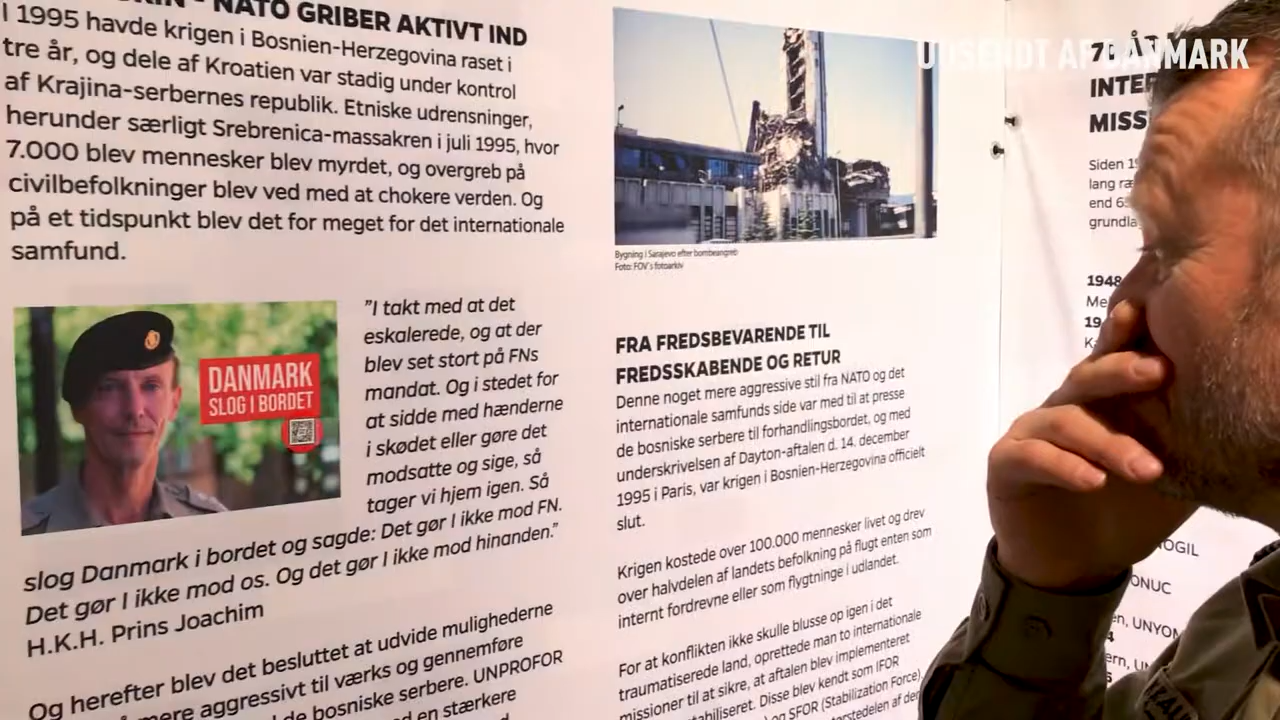 - NATO GRIBER AKTIVT IND
I 1995 havde krigen i Bosnien-Herzegovina raset i
tre år, og dele af Kroatien var stadig under kontrol
af Krajina-serbernes republik. Etniske udrensninger,
herunder særligt Srebrenica-massakren i juli 1995, hvor
7.000 blev mennesker blev myrdet, og overgreb på
civilbefolkninger blev ved med at chokere verden. Og
på et tidspunkt blev det for meget for det internationale
samfund.
DANMARK
SLOG I BORDET
"I takt med at det
eskalerede, og at der
blev set stort på FNs
mandat. Og i stedet for
at sidde med hænderne
i skødet eller gøre det
modsatte og sige, så
tager vi hjem igen. Så
slog Danmark i bordet og sagde: Det gør I ikke mod FN.
Det gør I ikke mod os. Og det gør I ikke mod hinanden."
H.K.H. Prins Joachim
Og herefter blev det besluttet at udvide mulighederne
mere aggressivt til værks og gennemføre
de bosniske serbere. UNPROFOR
en stærkere
Bygning i Sarajevo efter bombeangreb
Foto: FOV's fotoarkiv
FRA FREDSBEVARENDE TIL
FREDSSKABENDE OG RETUR
Denne noget mere aggressive stil fra NATO og det
internationale samfunds side var med til at presse
de bosniske serbere til forhandlingsbordet, og med
underskrivelsen af Dayton-aftalen d. 14. december
1995 i Paris, var krigen i Bosnien-Herzegovina officielt
slut.
Krigen kostede over 100.000 mennesker livet og drev
over halvdelen af landets befolkning på flugt enten som
internt fordrevne eller som flygtninge i udlandet.
For at konflikten ikke skulle blusse op igen i det
traumatiserede land, oprettede man to internationale
missioner til at sikre, at aftalen blev implementeret
stabiliseret. Disse blev kendt som IFOR
og SFOR (Stabilization Force).
UDSENDT AF DANMARK
Siden
lang
end
1948